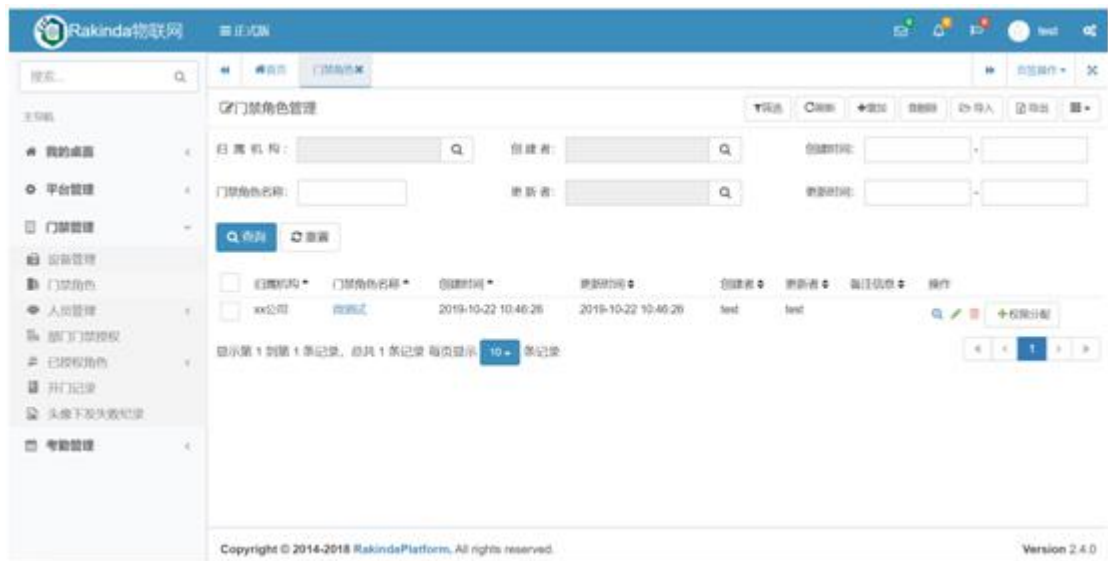 Rakinda物联网
正式版
test
搜索...
首页
门禁角色
页签操作
主导航
门禁角色管理
筛选 刷新 增加 删除 导入 导出
我的桌面
归属机构:
创建者:
创建时间:
-
平台管理
门禁角色名称:
更新者:
更新时间:
-
门禁管理
查询 重置
设备管理
门禁角色
人员管理
部门门禁授权
已授权角色
开门记录
头像下发失败纪录
考勤管理
归属机构 门禁角色名称 创建时间 更新时间 创建者 更新者 备注信息 操作
xx公司 2019-10-22 10:46:26 2019-10-22 10:46:26 test test 权限分配
显示第 1 到第 1 条记录，总共 1 条记录 每页显示 10 条记录
« ‹ 1 › »
Copyright © 2014-2018 RakindaPlatform. All rights reserved.
Version 2.4.0